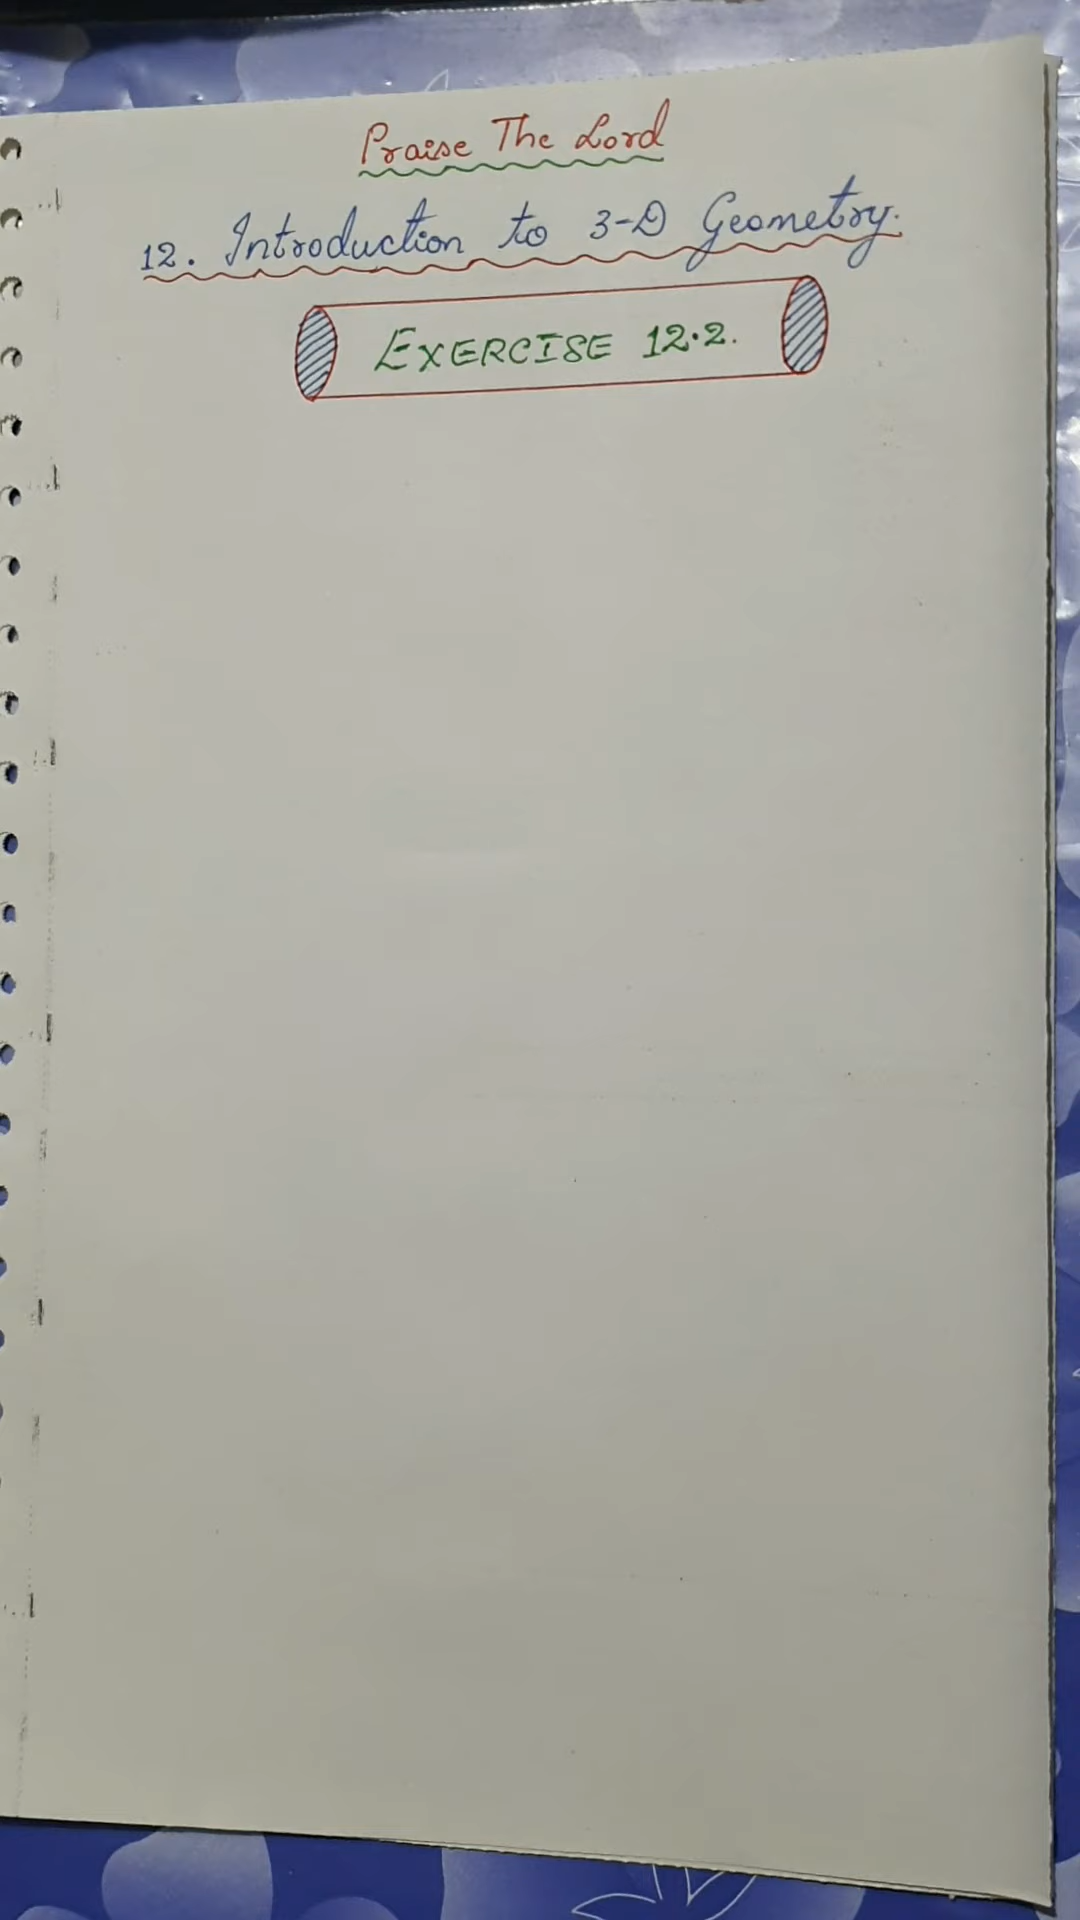 Praise The Lord
12. Introduction to 3-D Geometry.
EXERCISE 12.2.